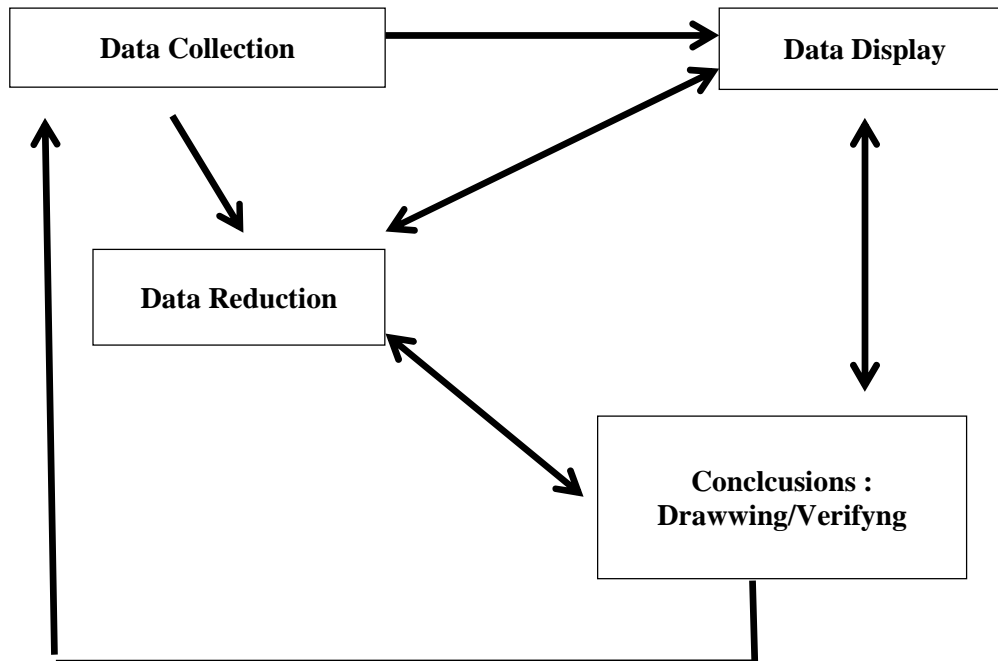 Data Collection
Data Display
Data Reduction
Conclcusions :
Drawwing/Verifyng